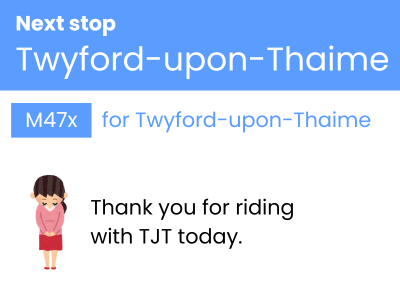 Next stop
Twyford-upon-Thaime
M47x for Twyford-upon-Thaime
Thank you for riding
with TJT today.